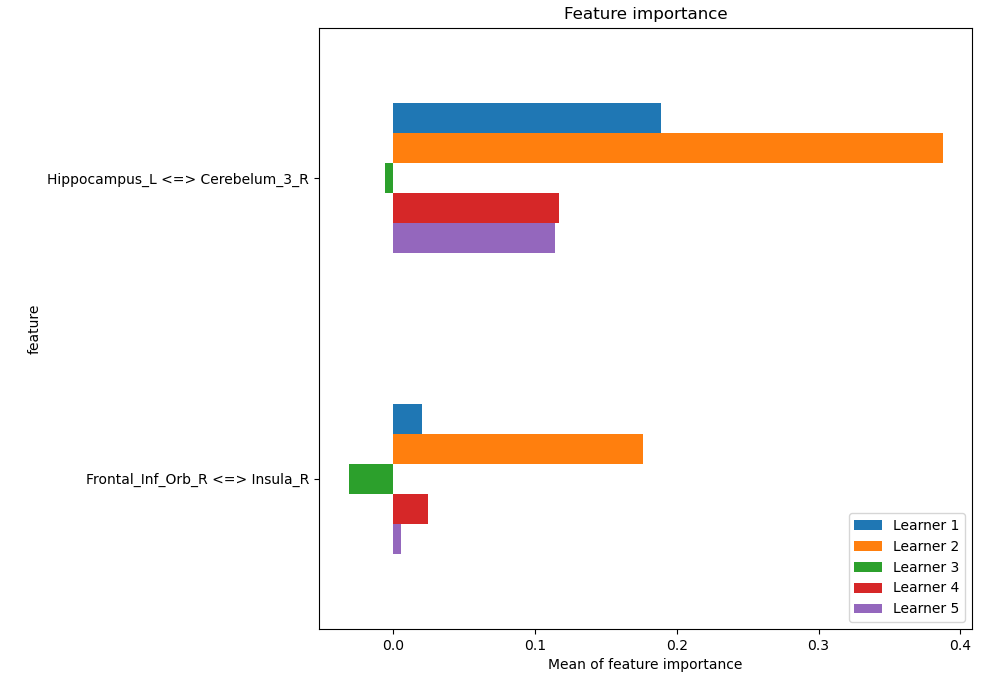 Feature importance
Hippocampus_L <=> Cerebelum_3_R
feature
Frontal_Inf_Orb_R <=> Insula_R
Learner 1
Learner 2
Learner 3
Learner 4
Learner 5
0.0 0.1 0.2 0.3 0.4
Mean of feature importance